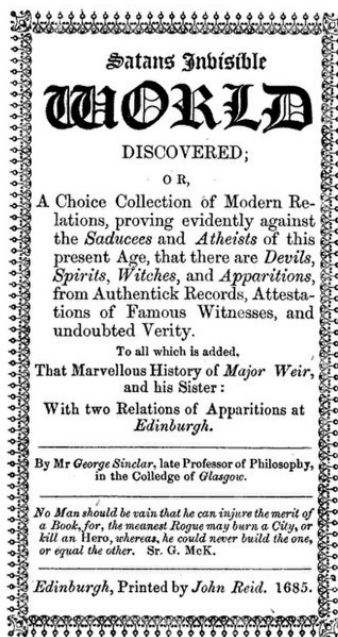 Satans Invisible
WORLD
DISCOVERED;
OR,
A Choice Collection of Modern Re-
lations, proving evidently against
the Saducees and Atheists of this
present Age, that there are Devils,
Spirits, Witches, and Apparitions,
from Authentick Records, Attesta-
tions of Famous Witnesses, and
undoubted Verity.
To all which is added,
That Marvellous History of Major Weir,
and his Sister:
With two Relations of Apparitions at
Edinburgh.
By Mr George Sinclar, late Professor of Philosophy,
in the Colledge of Glasgow.
No Man should be vain that he can injure the merit of
a Book, for, the meanest Rogue may burn a City, or
kill an Hero, whereas, he could never build the one,
or equal the other. Sr. G. McK.
Edinburgh, Printed by John Reid. 1685.